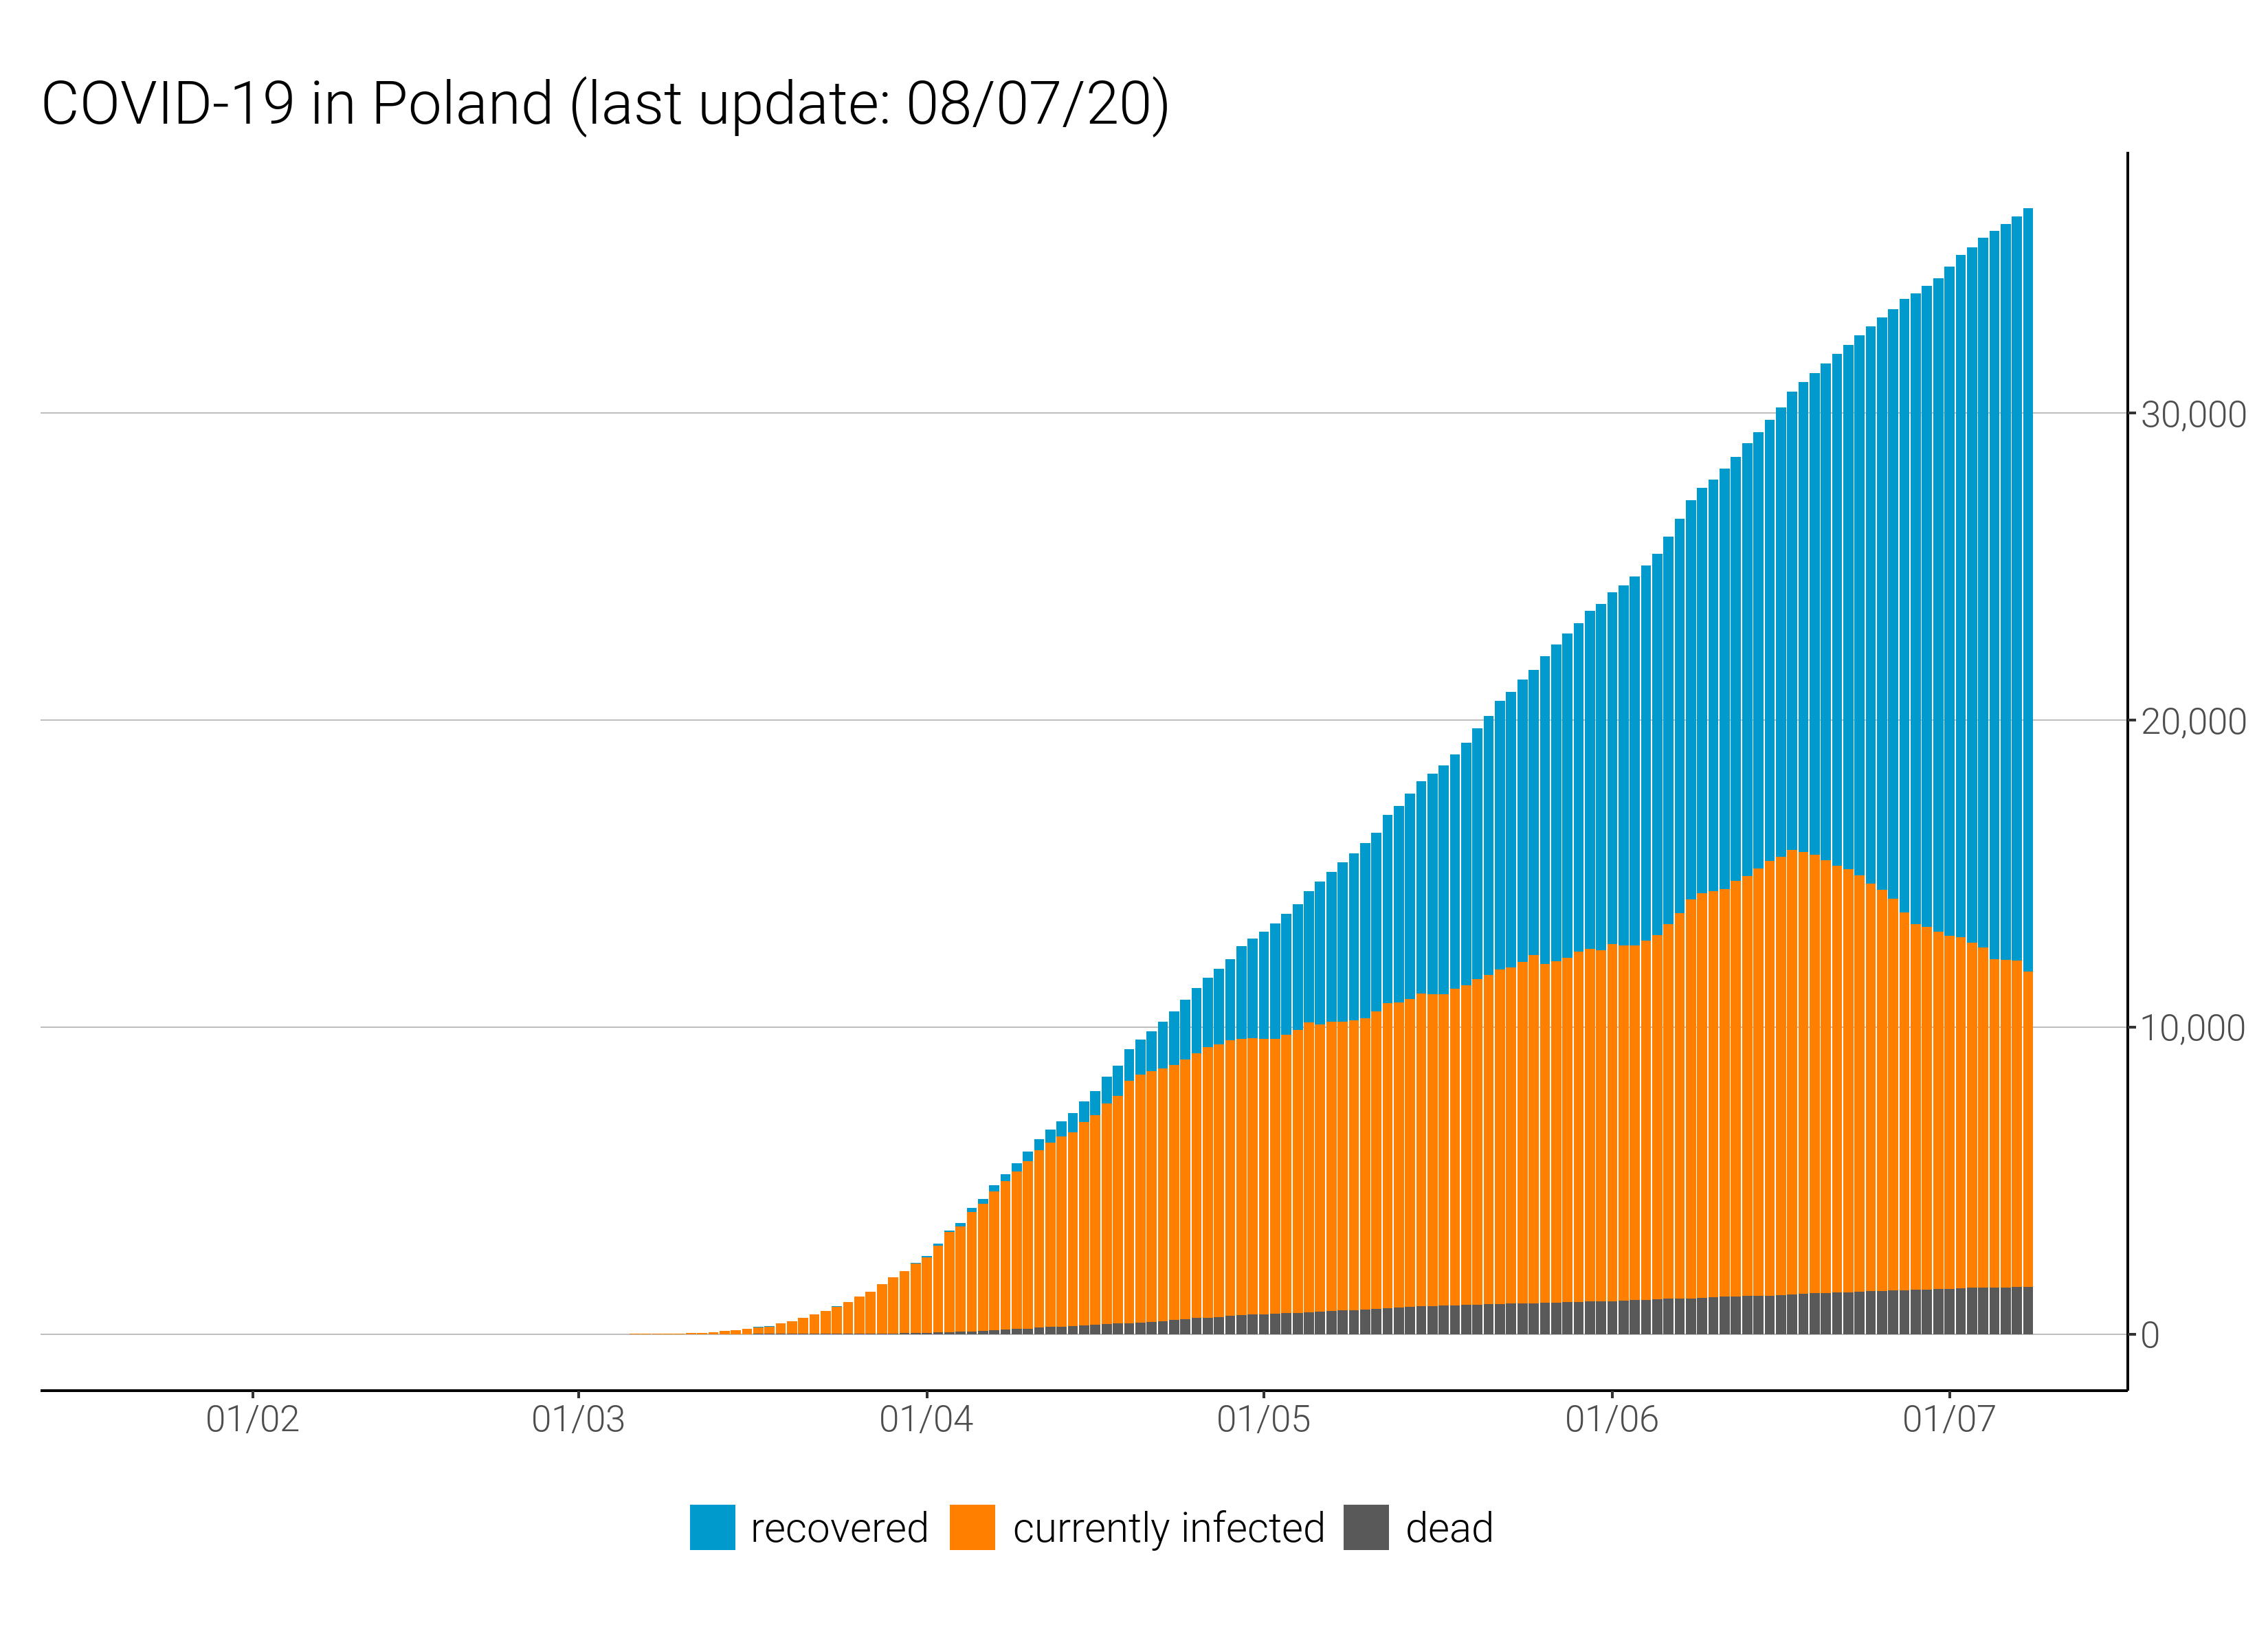 COVID-19 in Poland (last update: 08/07/20)
30,000
20,000
10,000
0
01/02 01/03 01/04 01/05 01/06 01/07
recovered currently infected dead